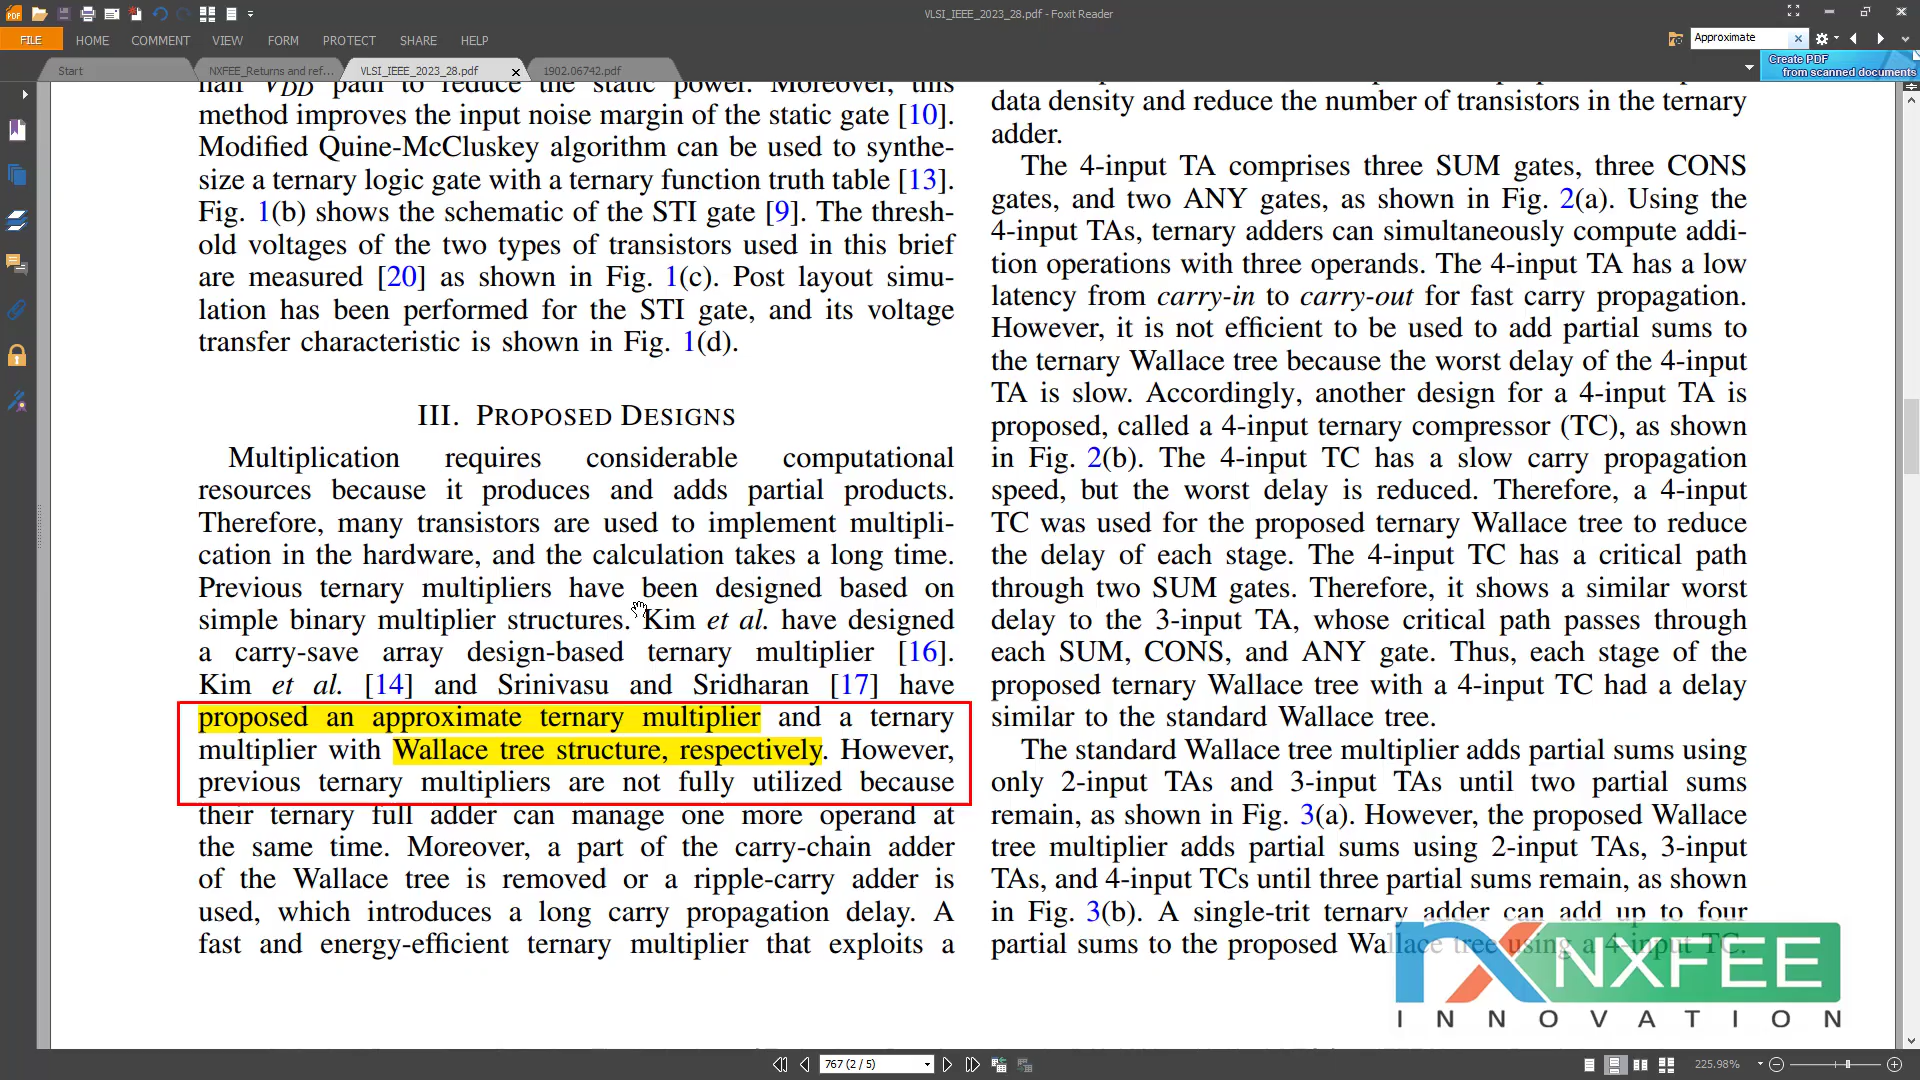 VLSI_IEEE_2023_28.pdf - Foxit Reader
FILE HOME COMMENT VIEW FORM PROTECT SHARE HELP
Approximate
Create PDF
from scanned documents
Start NXFEE_Returns and ref... VLSI_IEEE_2023_28.pdf 1902.06742.pdf
half VDD path to reduce the static power. Moreover, this
method improves the input noise margin of the static gate [10].
Modified Quine-McCluskey algorithm can be used to synthe-
size a ternary logic gate with a ternary function truth table [13].
Fig. 1(b) shows the schematic of the STI gate [9]. The thresh-
old voltages of the two types of transistors used in this brief
are measured [20] as shown in Fig. 1(c). Post layout simu-
lation has been performed for the STI gate, and its voltage
transfer characteristic is shown in Fig. 1(d).
III. PROPOSED DESIGNS
Multiplication requires considerable computational
resources because it produces and adds partial products.
Therefore, many transistors are used to implement multipli-
cation in the hardware, and the calculation takes a long time.
Previous ternary multipliers have been designed based on
simple binary multiplier structures. Kim et al. have designed
a carry-save array design-based ternary multiplier [16].
Kim et al. [14] and Srinivasu and Sridharan [17] have
proposed an approximate ternary multiplier and a ternary
multiplier with Wallace tree structure, respectively. However,
previous ternary multipliers are not fully utilized because
their ternary full adder can manage one more operand at
the same time. Moreover, a part of the carry-chain adder
of the Wallace tree is removed or a ripple-carry adder is
used, which introduces a long carry propagation delay. A
fast and energy-efficient ternary multiplier that exploits a
data density and reduce the number of transistors in the ternary
adder.
The 4-input TA comprises three SUM gates, three CONS
gates, and two ANY gates, as shown in Fig. 2(a). Using the
4-input TAs, ternary adders can simultaneously compute addi-
tion operations with three operands. The 4-input TA has a low
latency from carry-in to carry-out for fast carry propagation.
However, it is not efficient to be used to add partial sums to
the ternary Wallace tree because the worst delay of the 4-input
TA is slow. Accordingly, another design for a 4-input TA is
proposed, called a 4-input ternary compressor (TC), as shown
in Fig. 2(b). The 4-input TC has a slow carry propagation
speed, but the worst delay is reduced. Therefore, a 4-input
TC was used for the proposed ternary Wallace tree to reduce
the delay of each stage. The 4-input TC has a critical path
through two SUM gates. Therefore, it shows a similar worst
delay to the 3-input TA, whose critical path passes through
each SUM, CONS, and ANY gate. Thus, each stage of the
proposed ternary Wallace tree with a 4-input TC had a delay
similar to the standard Wallace tree.
The standard Wallace tree multiplier adds partial sums using
only 2-input TAs and 3-input TAs until two partial sums
remain, as shown in Fig. 3(a). However, the proposed Wallace
tree multiplier adds partial sums using 2-input TAs, 3-input
TAs, and 4-input TCs until three partial sums remain, as shown
in Fig. 3(b). A single-trit ternary adder can add up to four
partial sums to the proposed Wallace tree using a 4-input TC.
NXFEE
INNOVATION
767 (2 / 5)
225.98%